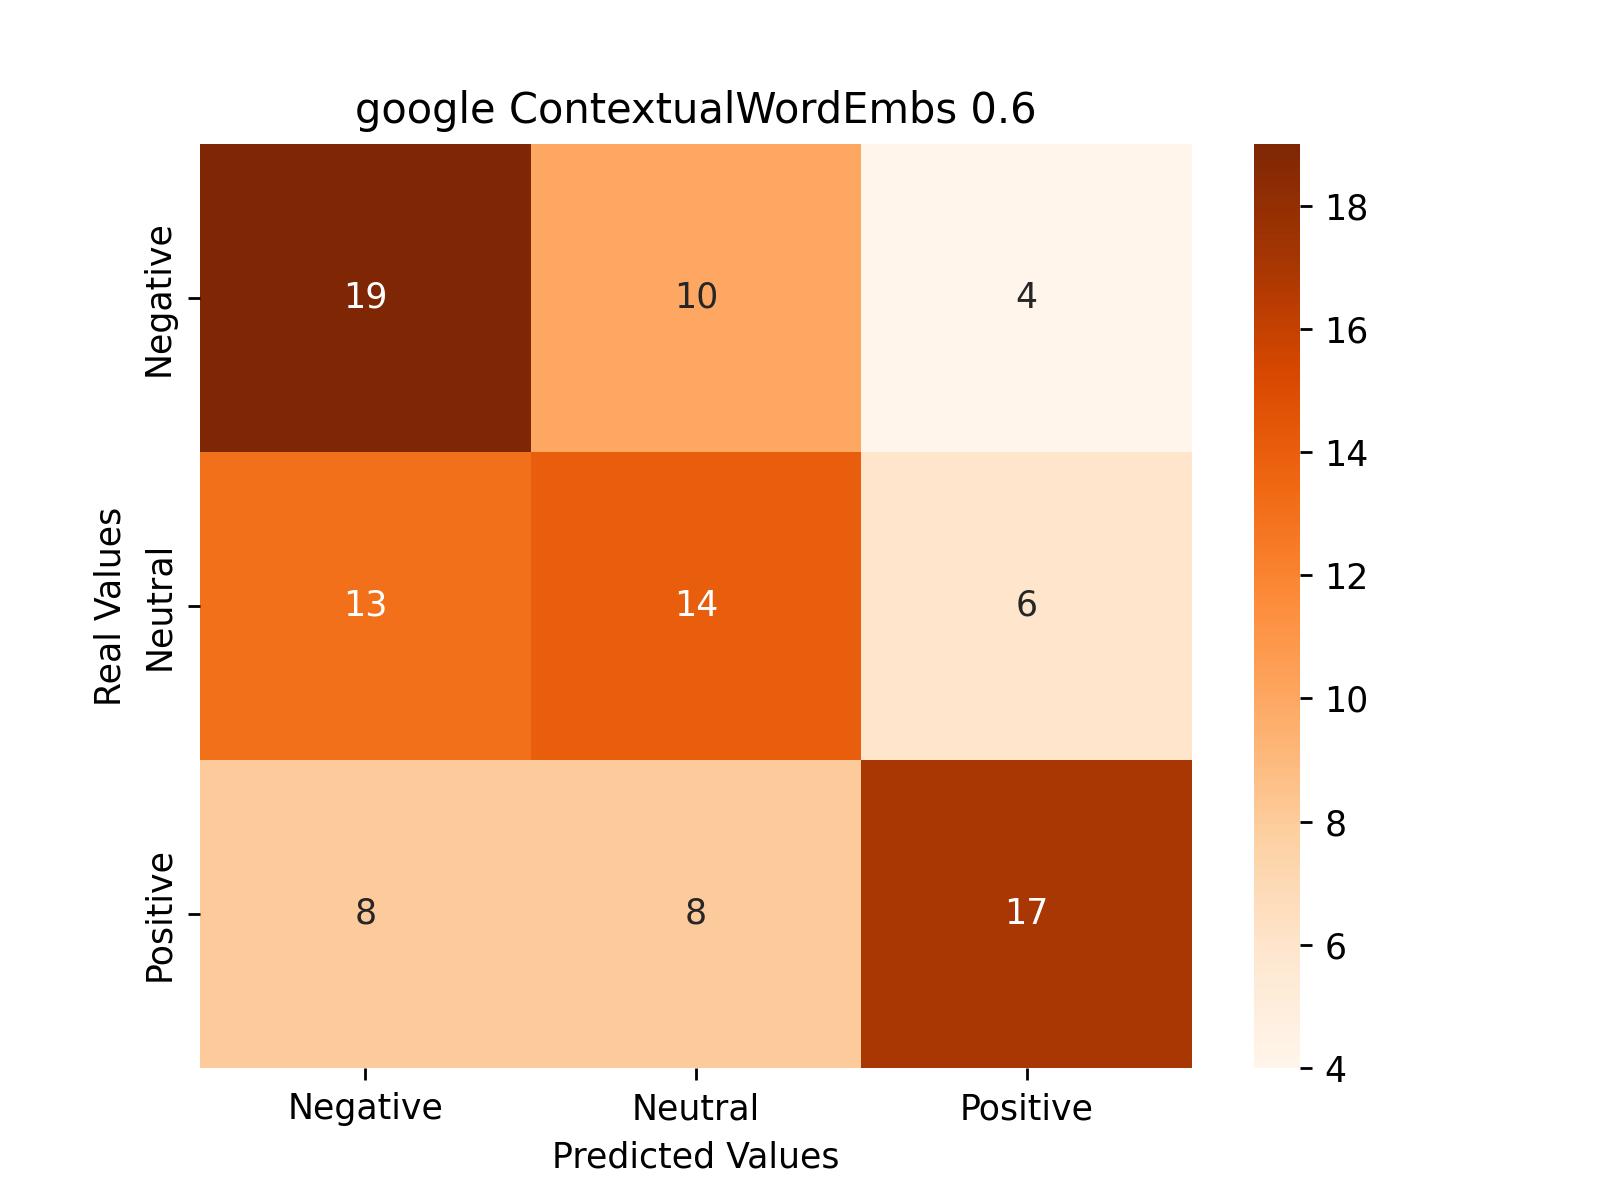 google ContextualWordEmbs 0.6
Real Values
Negative
19
10
4
Neutral
13
14
6
Positive
8
8
17
Negative
Neutral
Positive
Predicted Values
18
16
14
12
10
8
6
4